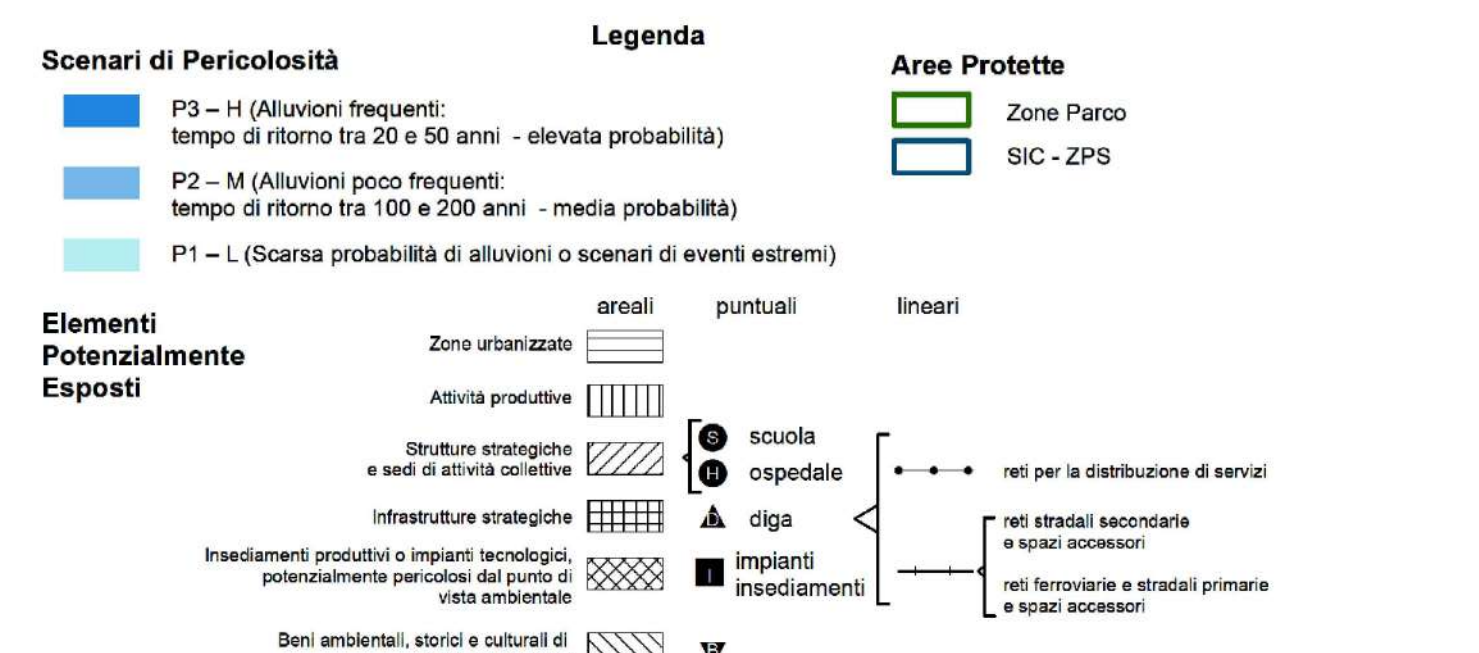 Legenda
Scenari di Pericolosità
P3 – H (Alluvioni frequenti:
tempo di ritorno tra 20 e 50 anni - elevata probabilità)
P2 – M (Alluvioni poco frequenti:
tempo di ritorno tra 100 e 200 anni - media probabilità)
P1 – L (Scarsa probabilità di alluvioni o scenari di eventi estremi)
Aree Protette
Zone Parco
SIC - ZPS
Elementi
Potenzialmente
Esposti
areali puntuali lineari
Zone urbanizzate
Attività produttive
Strutture strategiche
e sedi di attività collettive
Infrastrutture strategiche
Insediamenti produttivi o impianti tecnologici,
potenzialmente pericolosi dal punto di
vista ambientale
Beni ambientali, storici e culturali di
S scuola
H ospedale
D diga
I impianti
insediamenti
B
reti per la distribuzione di servizi
reti stradali secondarie
e spazi accessori
reti ferroviarie e stradali primarie
e spazi accessori